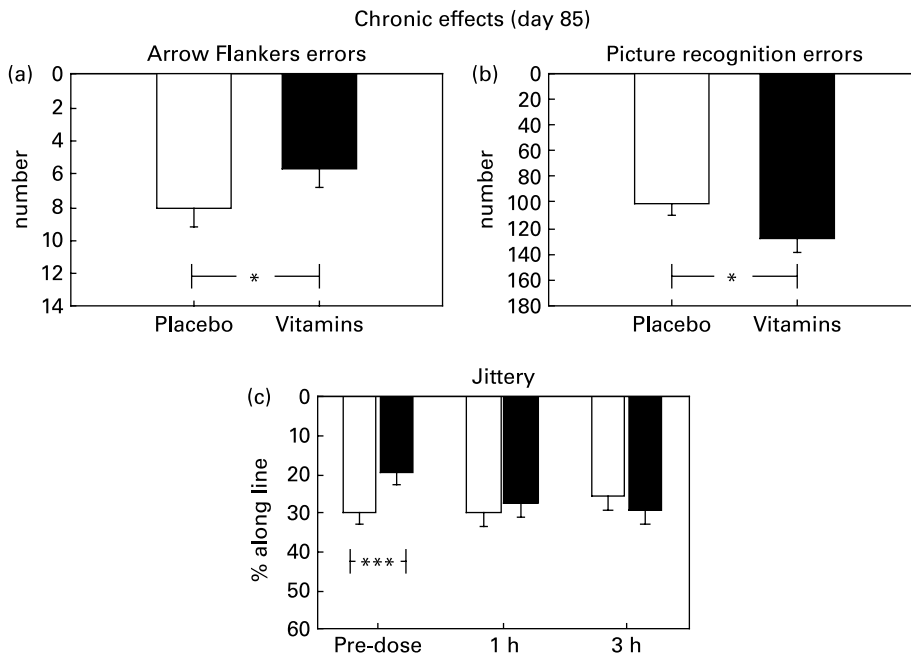 Chronic effects (day 85)
(a) Arrow Flankers errors
number
0
2
4
6
8
10
12
14
*
Placebo Vitamins
(b) Picture recognition errors
number
0
20
40
60
80
100
120
140
160
180
*
Placebo Vitamins
(c) Jittery
% along line
0
10
20
30
40
50
60
***
Pre-dose 1 h 3 h